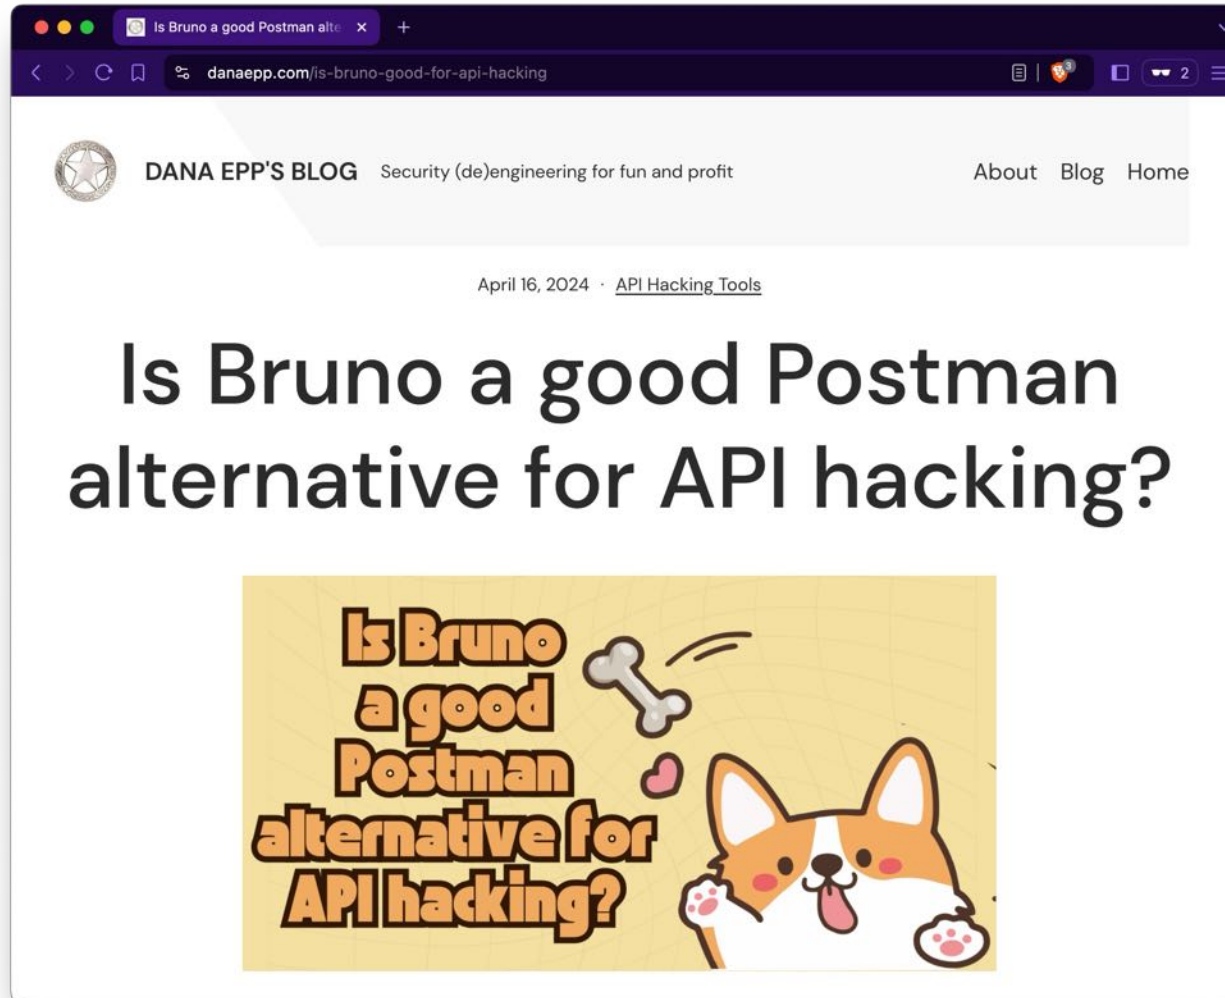 Is Bruno a good Postman alte
danaepp.com/is-bruno-good-for-api-hacking
3
2
DANA EPP'S BLOG
Security (de)engineering for fun and profit
About Blog Home
April 16, 2024 · API Hacking Tools
Is Bruno a good Postman
alternative for API hacking?
Is Bruno
a good
Postman
alternative for
API hacking?